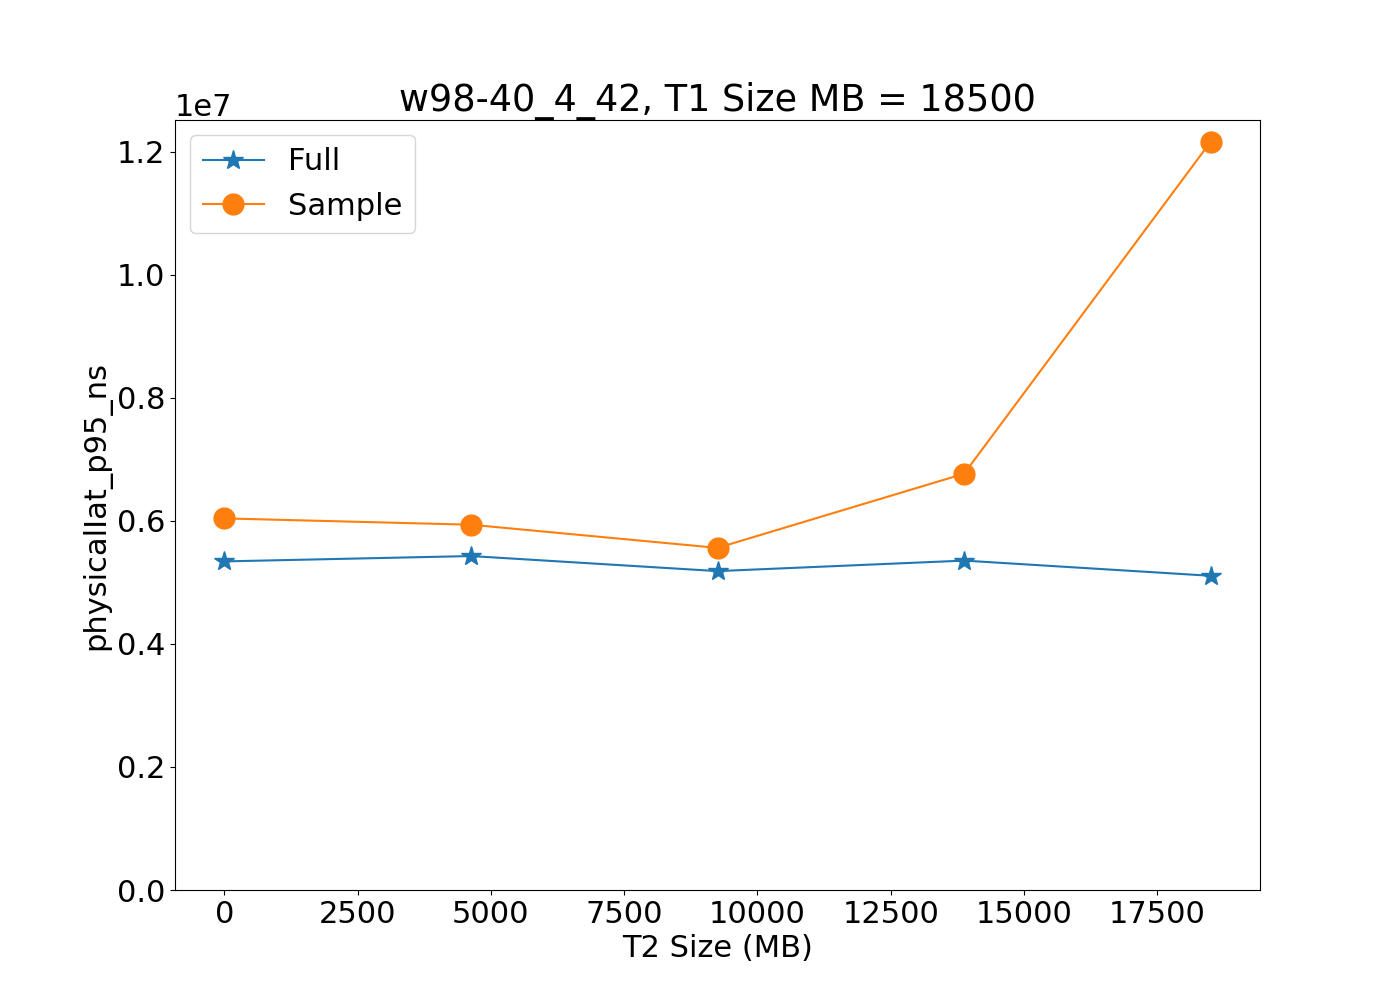 w98-40_4_42, T1 Size MB = 18500
1e7
Full
Sample
1.2
1.0
0.8
0.6
0.4
0.2
0.0
physicallat_p95_ns
0 2500 5000 7500 10000 12500 15000 17500
T2 Size (MB)